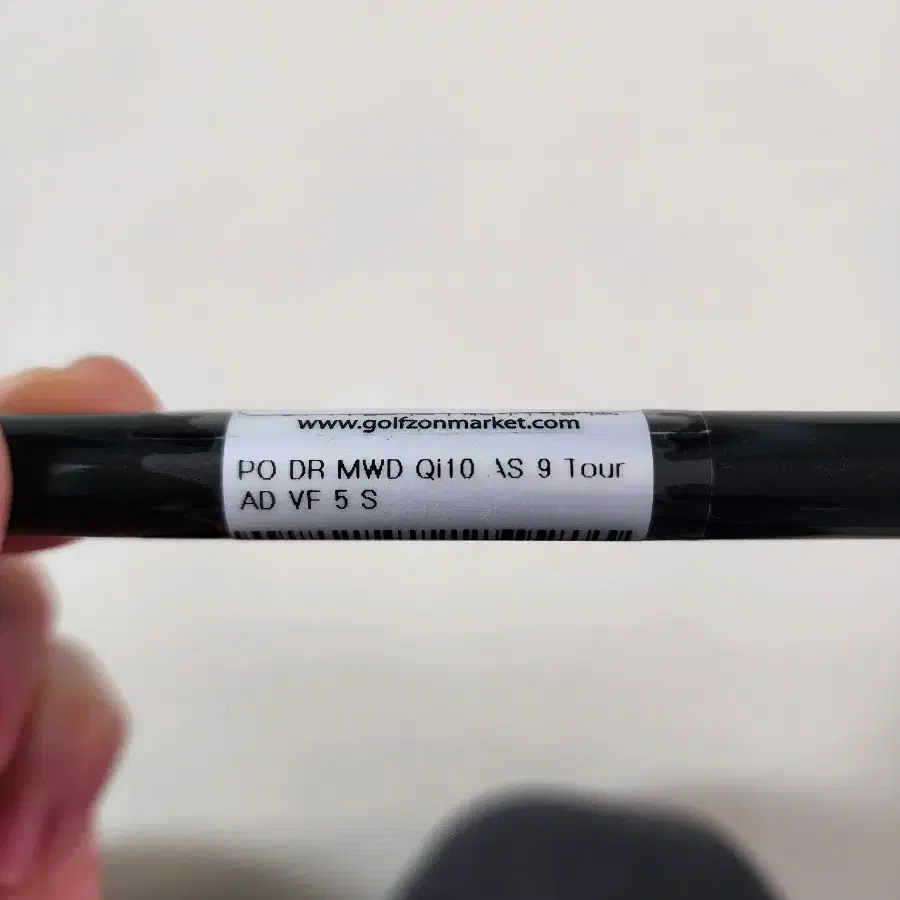 www.golfzonmarket.com
PO DR MWD Qi10 AS 9 Tour
AD VF 5 S